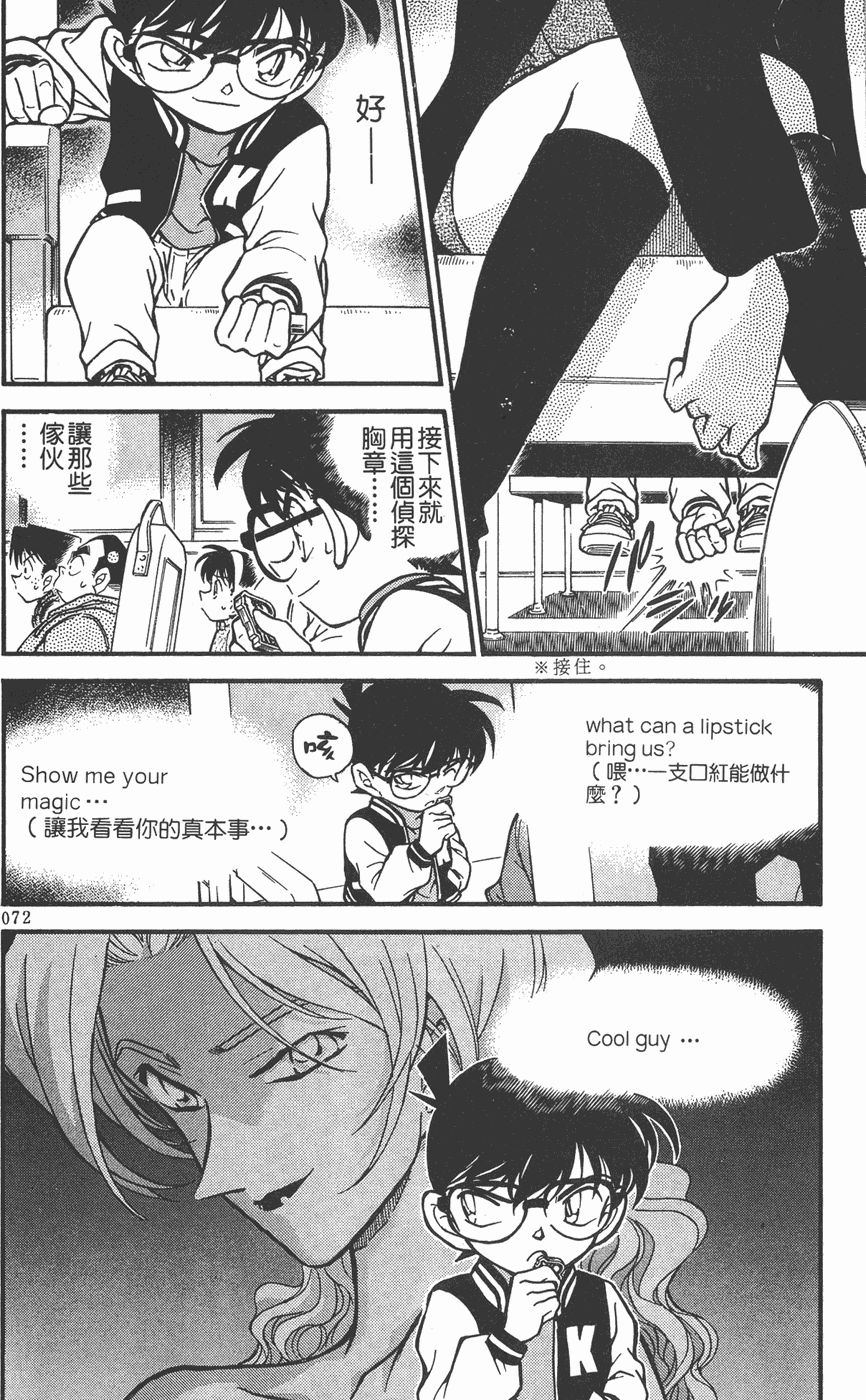 好──
K
※接住。
接下來就
用這個偵探
胸章……
讓那些
傢伙
……
what can a lipstick
bring us?
(喂…一支口紅能做什
麼?)
咳
Show me your
magic…
(讓我看看你的真本事…)
072
Cool guy …
K